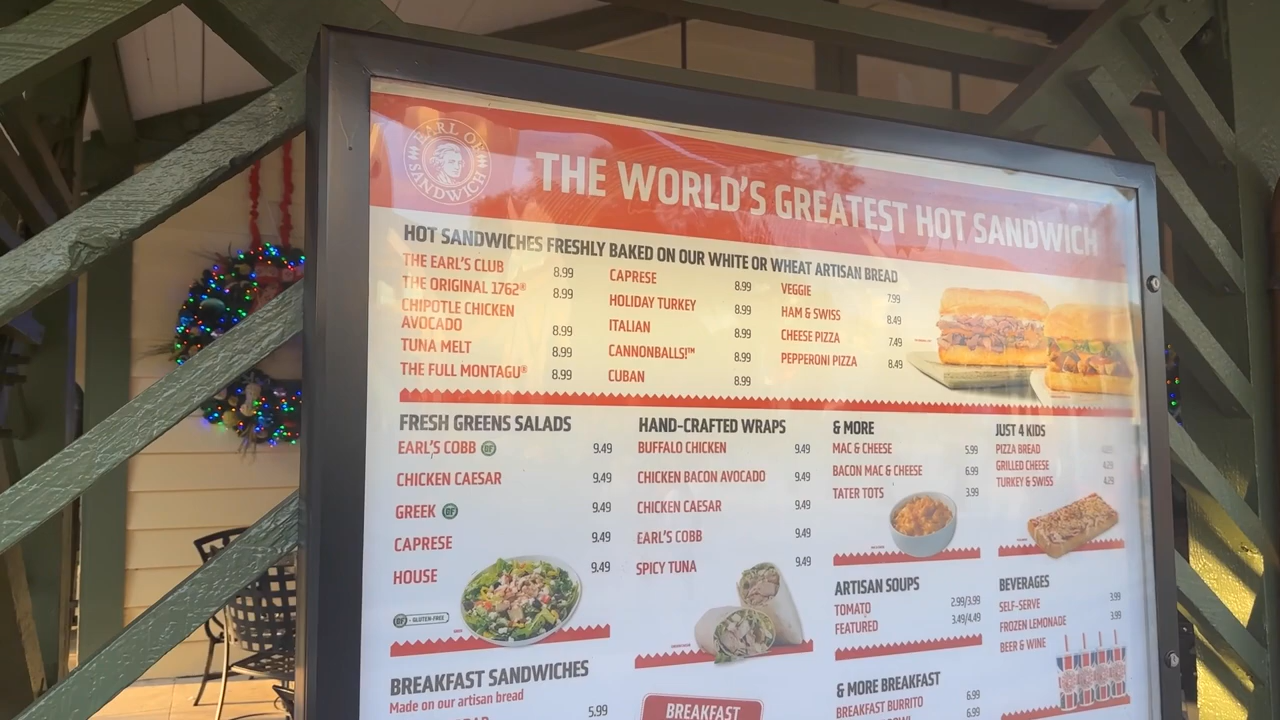 EARL OF SANDWICH
THE WORLD'S GREATEST HOT SANDWICH
HOT SANDWICHES FRESHLY BAKED ON OUR WHITE OR WHEAT ARTISAN BREAD
THE EARL'S CLUB 8.99
THE ORIGINAL 1762® 8.99
CHIPOTLE CHICKEN
AVOCADO 8.99
TUNA MELT 8.99
THE FULL MONTAGU® 8.99
CAPRESE 8.99
HOLIDAY TURKEY 8.99
ITALIAN 8.99
CANNONBALLS!™ 8.99
CUBAN 8.99
VEGGIE 7.99
HAM & SWISS 8.49
CHEESE PIZZA 7.49
PEPPERONI PIZZA 8.49
FRESH GREENS SALADS
EARL'S COBB GF 9.49
CHICKEN CAESAR 9.49
GREEK GF 9.49
CAPRESE 9.49
HOUSE 9.49
GF - GLUTEN-FREE
HAND-CRAFTED WRAPS
BUFFALO CHICKEN 9.49
CHICKEN BACON AVOCADO 9.49
CHICKEN CAESAR 9.49
EARL'S COBB 9.49
SPICY TUNA 9.49
& MORE
MAC & CHEESE 5.99
BACON MAC & CHEESE 6.99
TATER TOTS 3.99
JUST 4 KIDS
PIZZA BREAD
GRILLED CHEESE 4.29
TURKEY & SWISS 4.29
ARTISAN SOUPS
TOMATO 2.99/3.99
FEATURED 3.49/4.49
BEVERAGES
SELF-SERVE 3.99
FROZEN LEMONADE 3.99
BEER & WINE
BREAKFAST SANDWICHES
Made on our artisan bread
5.99
BREAKFAST
& MORE BREAKFAST
BREAKFAST BURRITO 6.99
6.99